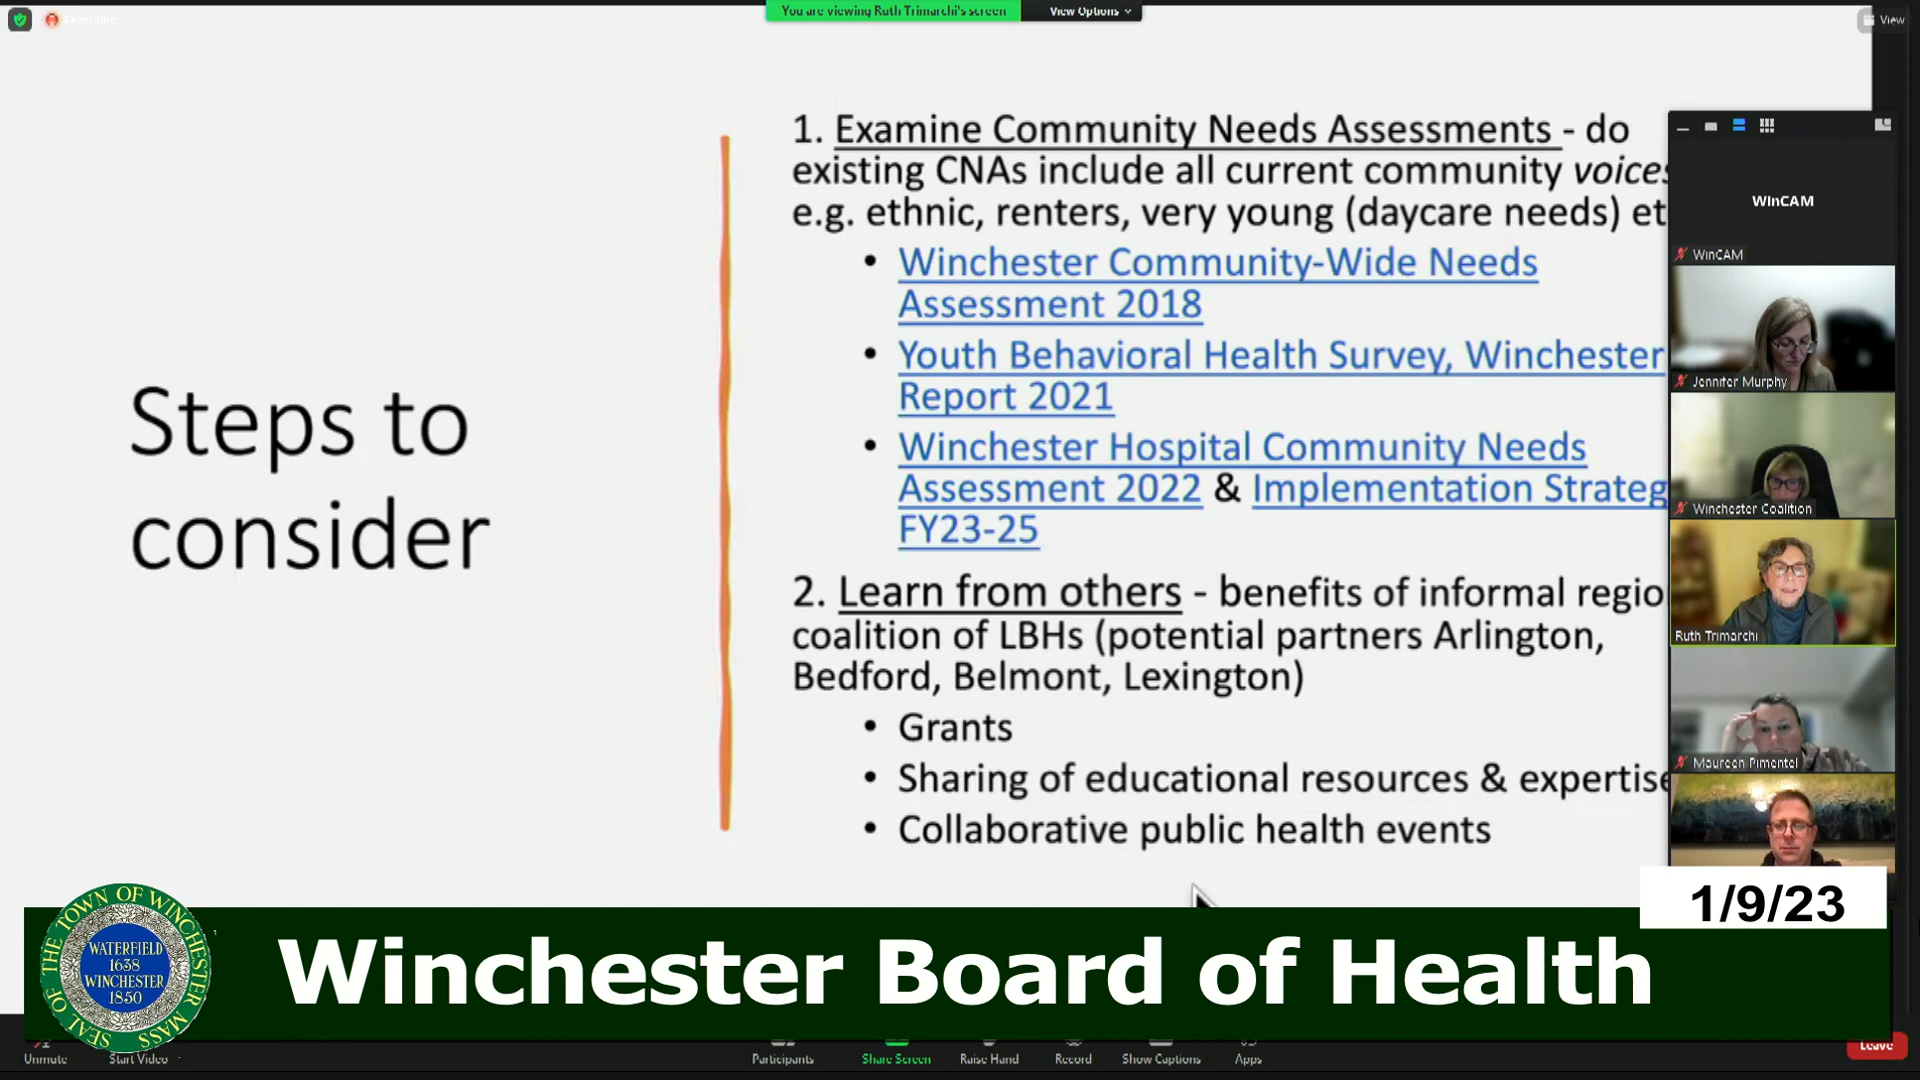 You are viewing Ruth Trimarchi's screen
View Options
View
Recording
Steps to
consider
1. Examine Community Needs Assessments - do
existing CNAs include all current community voices
e.g. ethnic, renters, very young (daycare needs) et
• Winchester Community-Wide Needs
Assessment 2018
• Youth Behavioral Health Survey, Winchester
Report 2021
• Winchester Hospital Community Needs
Assessment 2022 & Implementation Strateg
FY23-25
2. Learn from others - benefits of informal regio
coalition of LBHs (potential partners Arlington,
Bedford, Belmont, Lexington)
• Grants
• Sharing of educational resources & expertise
• Collaborative public health events
WinCAM
WinCAM
Jennifer Murphy
Winchester Coalition
Ruth Trimarchi
Maureen Pimentel
1/9/23
THE TOWN OF WINCHESTER
SEAL OF
MASS
WATERFIELD
1638
WINCHESTER
1850
Winchester Board of Health
Unmute
Start Video
Participants
Share Screen
Raise Hand
Record
Show Captions
Apps
Leave